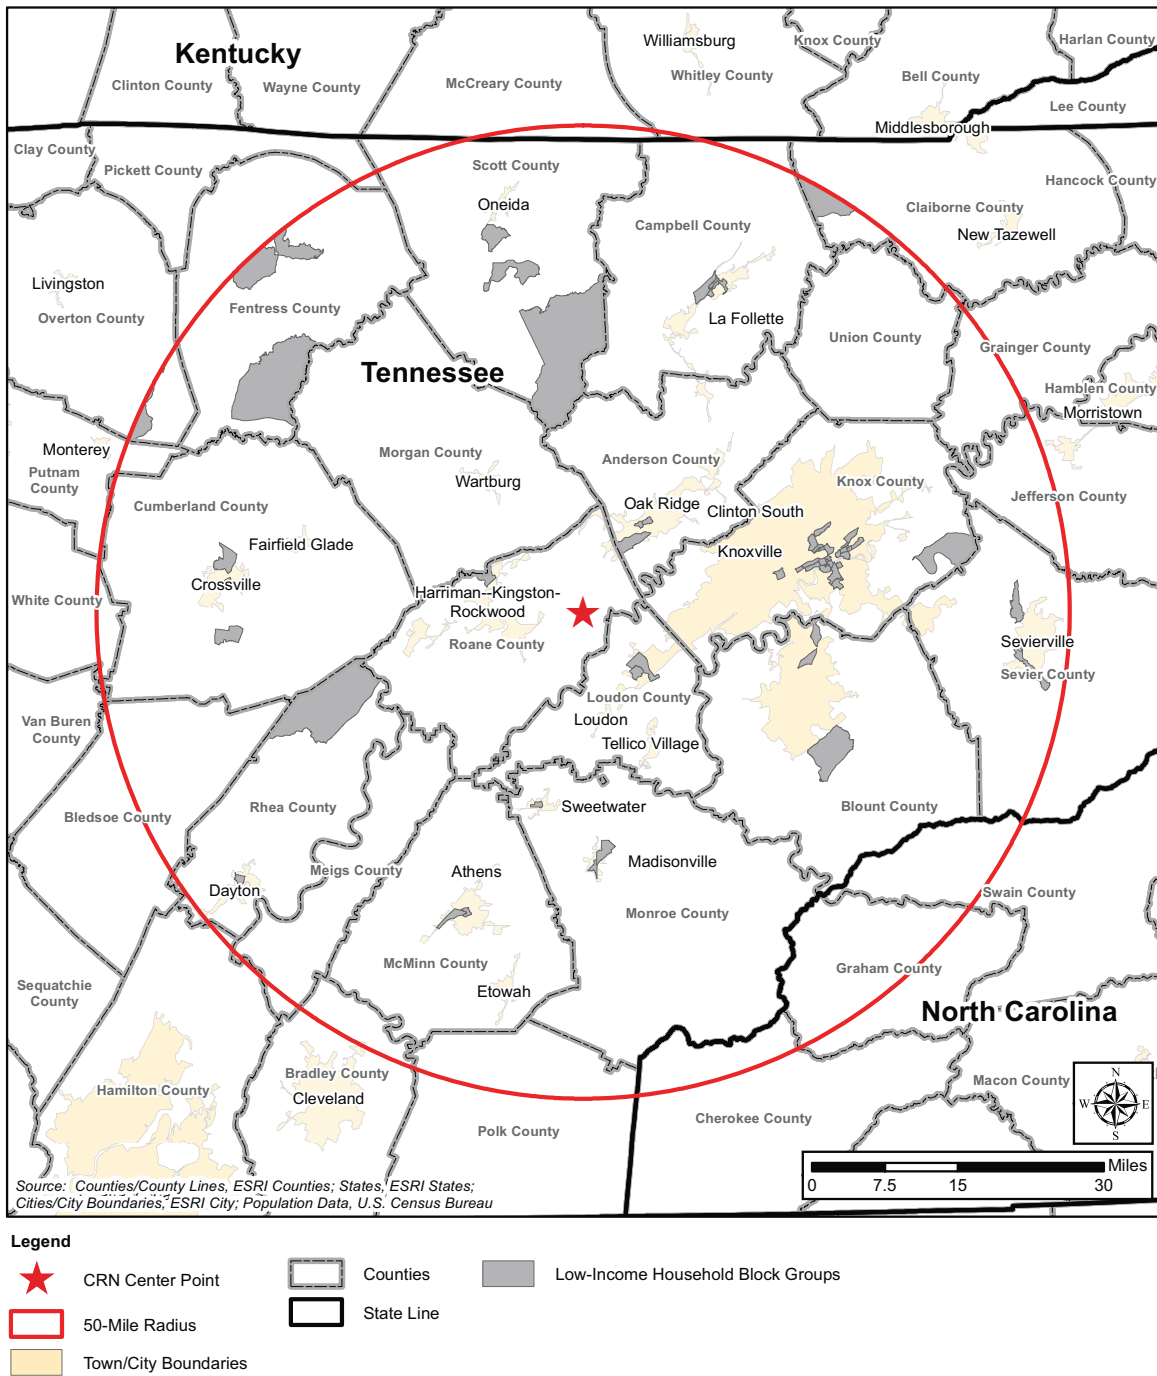 Kentucky
Williamsburg
Knox County
Harlan County
Clinton County
Wayne County
McCreary County
Whitley County
Bell County
Lee County
Middlesborough
Clay County
Pickett County
Scott County
Hancock County
Oneida
Campbell County
Claiborne County
New Tazewell
Livingston
Overton County
Fentress County
La Follette
Union County
Grainger County
Tennessee
Hamblen County
Morristown
Monterey
Putnam
County
Morgan County
Wartburg
Anderson County
Knox County
Jefferson County
Cumberland County
Oak Ridge
Clinton South
Fairfield Glade
Knoxville
Crossville
White County
Harriman--Kingston-
Rockwood
Roane County
Sevierville
Sevier County
Loudon County
Van Buren
County
Loudon
Tellico Village
Bledsoe County
Rhea County
Sweetwater
Blount County
Meigs County
Athens
Madisonville
Dayton
Monroe County
Swain County
McMinn County
Graham County
Sequatchie
County
Etowah
North Carolina
Hamilton County
Bradley County
Cleveland
Macon County
Polk County
Cherokee County
N
W
E
S
Miles
0
7.5
15
30
Source: Counties/County Lines, ESRI Counties; States, ESRI States;
Cities/City Boundaries, ESRI City; Population Data, U.S. Census Bureau
Legend
CRN Center Point
Counties
Low-Income Household Block Groups
50-Mile Radius
State Line
Town/City Boundaries